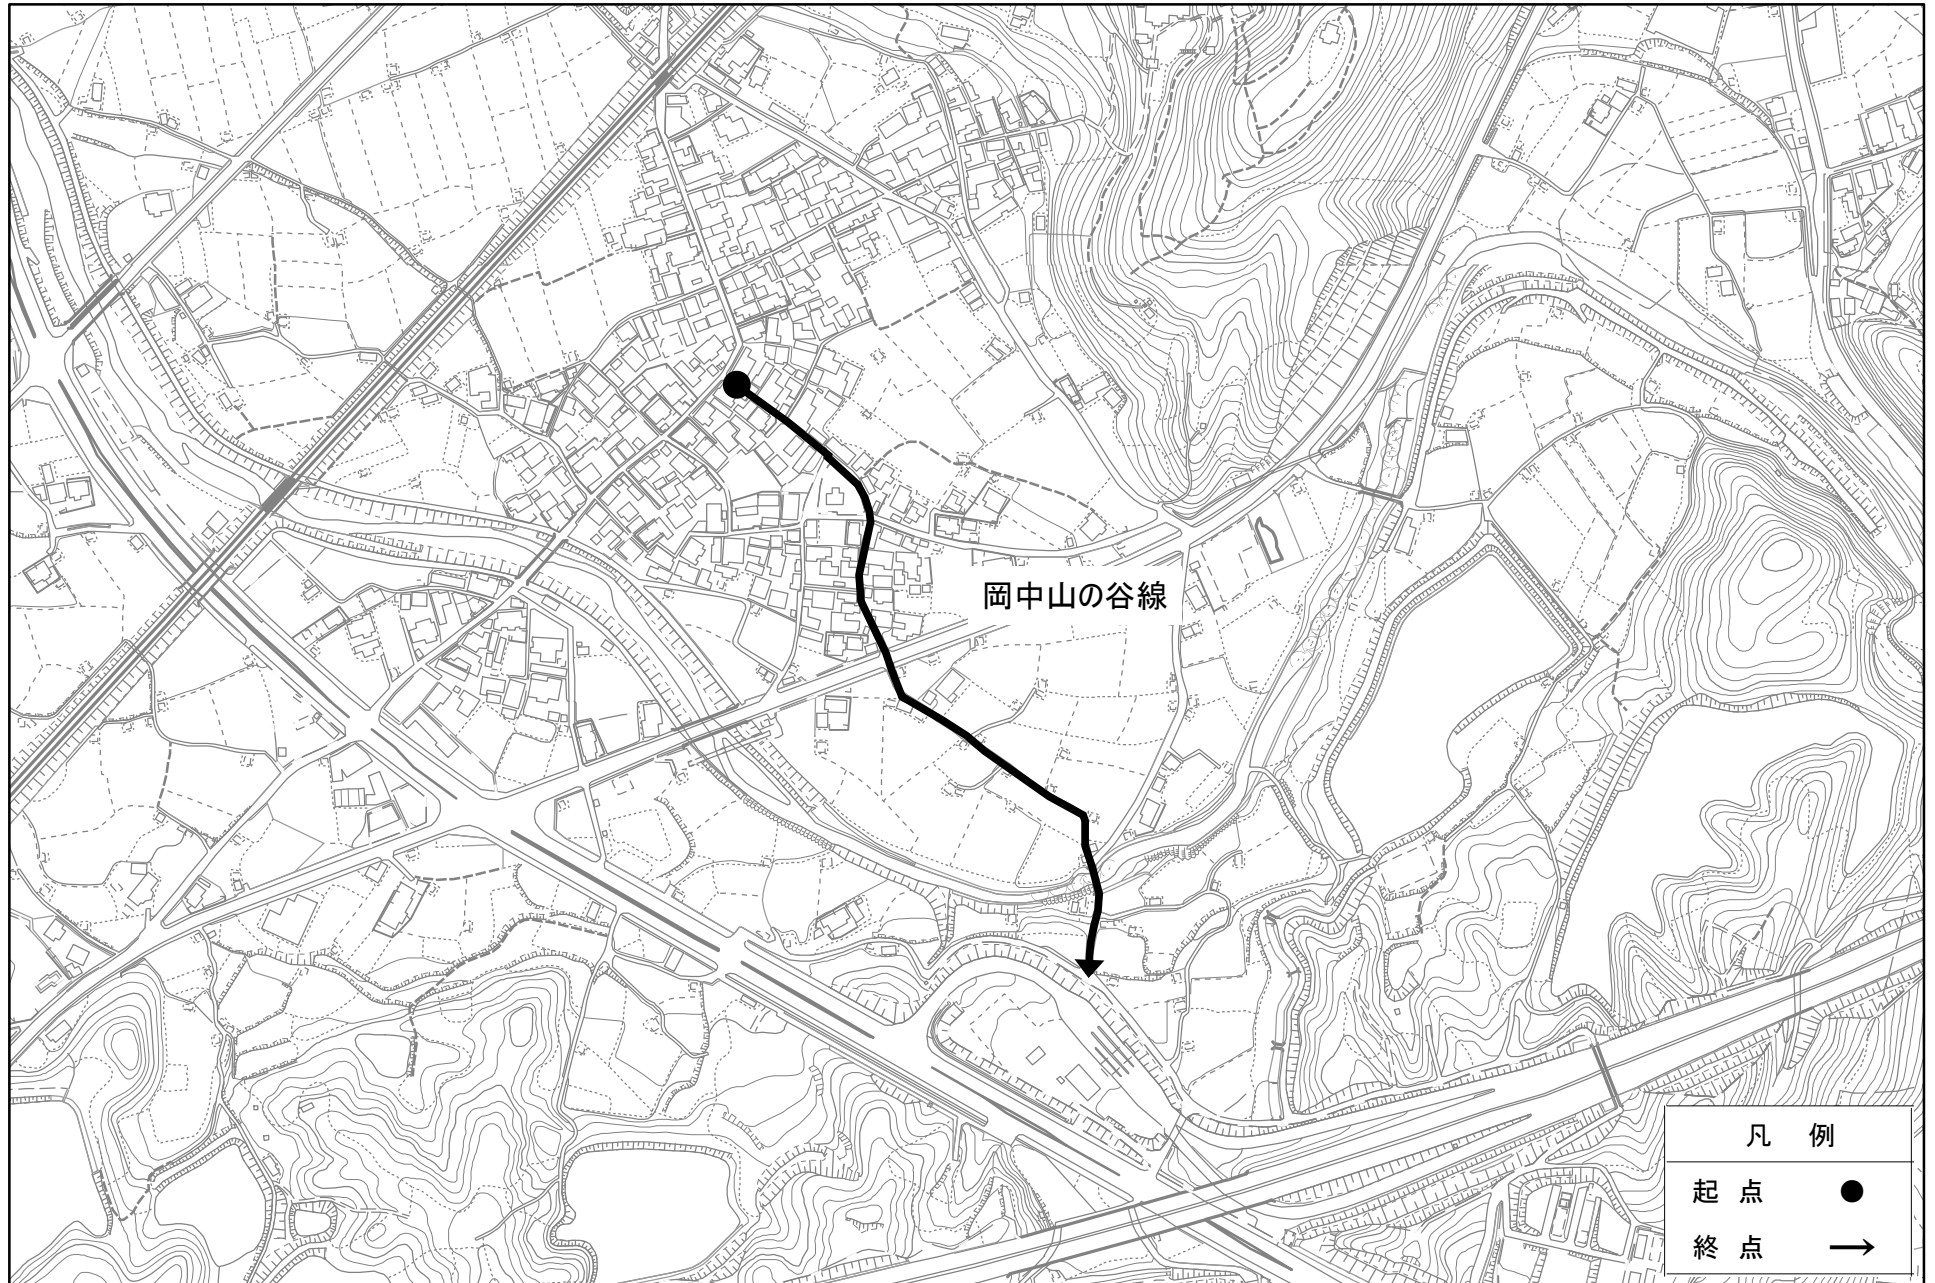 岡中山の谷線
凡 例
起 点
終 点